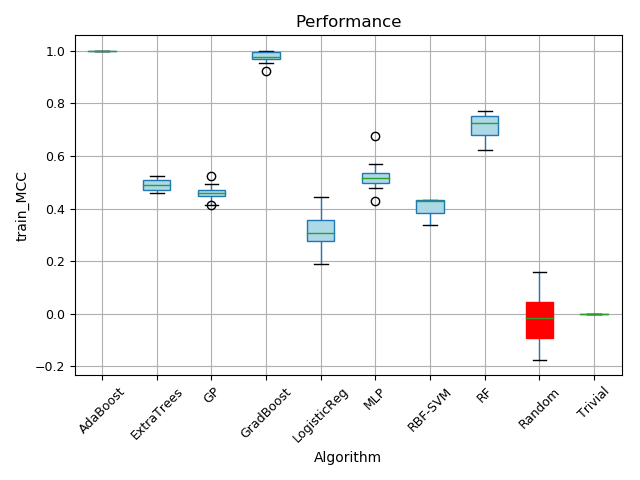 Performance
train_MCC
1.0
0.8
0.6
0.4
0.2
0.0
−0.2
AdaBoost
ExtraTrees
GP
GradBoost
LogisticReg
MLP
RBF-SVM
RF
Random
Trivial
Algorithm